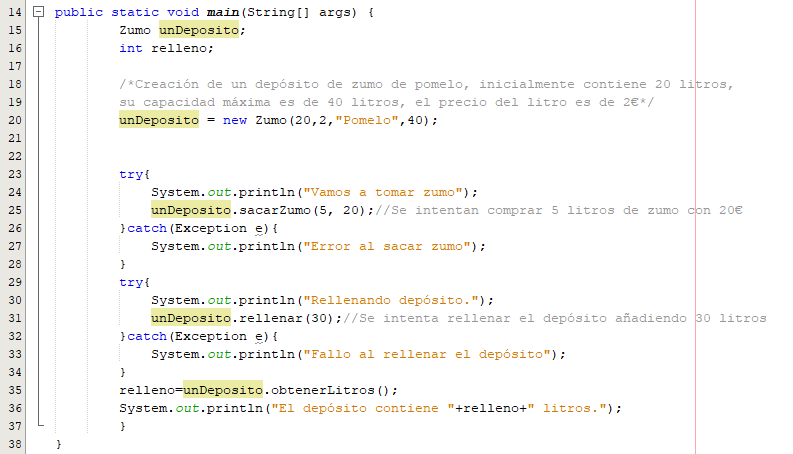 14 public static void main(String[] args) {
15 Zumo unDeposito;
16 int relleno;
17
18 /*Creación de un depósito de zumo de pomelo, inicialmente contiene 20 litros,
19 su capacidad máxima es de 40 litros, el precio del litro es de 2€*/
20 unDeposito = new Zumo(20,2,"Pomelo",40);
21
22
23 try{
24 System.out.println("Vamos a tomar zumo");
25 unDeposito.sacarZumo(5, 20);//Se intentan comprar 5 litros de zumo con 20€
26 }catch(Exception e){
27 System.out.println("Error al sacar zumo");
28 }
29 try{
30 System.out.println("Rellenando depósito.");
31 unDeposito.rellenar(30);//Se intenta rellenar el depósito añadiendo 30 litros
32 }catch(Exception e){
33 System.out.println("Fallo al rellenar el depósito");
34 }
35 relleno=unDeposito.obtenerLitros();
36 System.out.println("El depósito contiene "+relleno+" litros.");
37 }
38 }